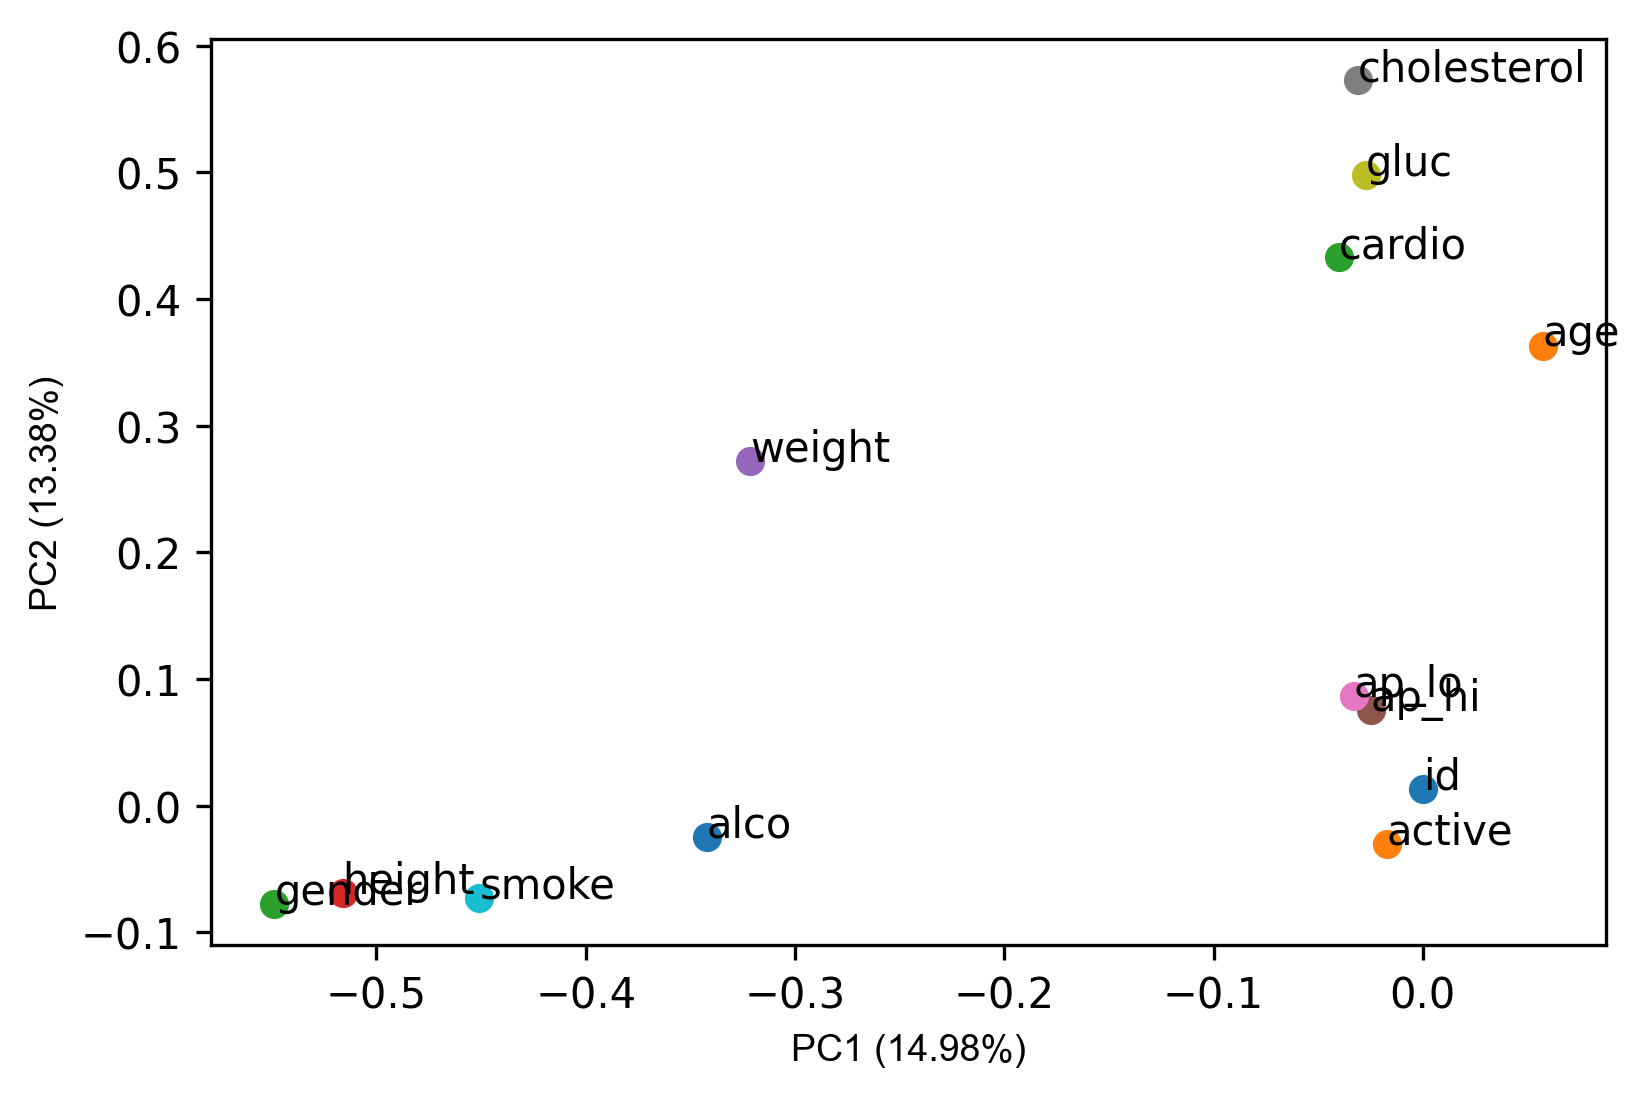 0.6
cholesterol
gluc
0.5
cardio
0.4
age
0.3
weight
PC2 (13.38%)
0.2
0.1
ap_lo
ap_hi
id
0.0
alco
active
height
gender
smoke
−0.1
−0.5
−0.4
−0.3
−0.2
−0.1
0.0
PC1 (14.98%)